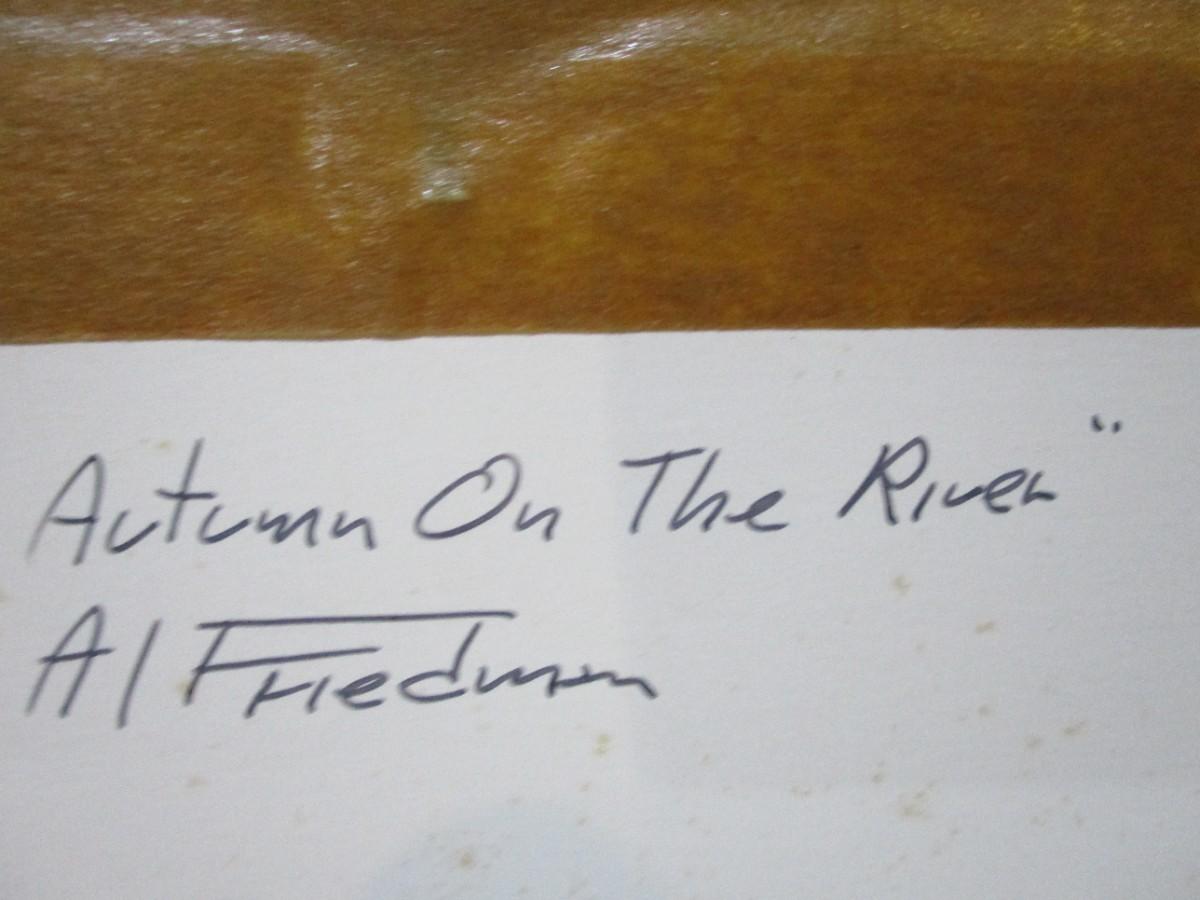 Autumn On The River"
Al Friedman